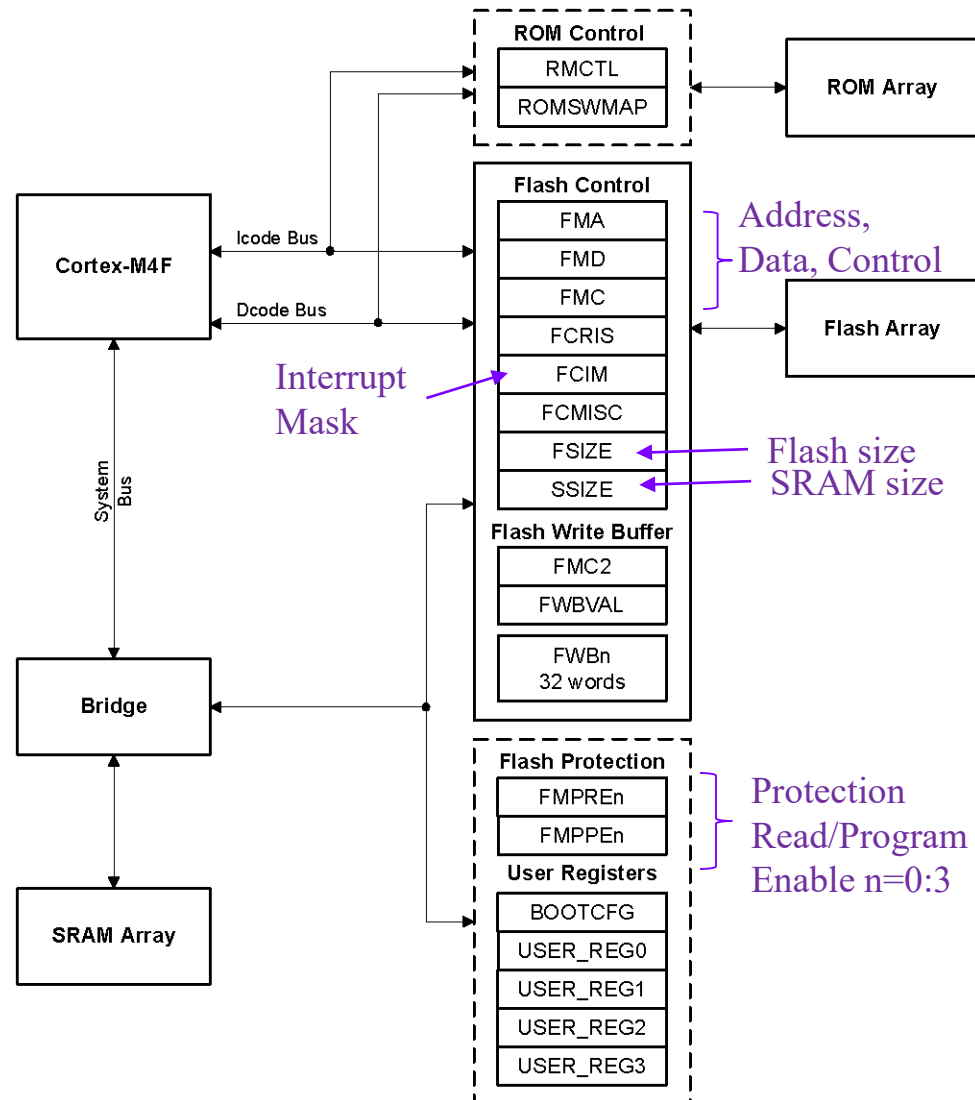 ROM Control
RMCTL
ROMSWMAP
ROM Array
Cortex-M4F
Icode Bus
Dcode Bus
System
Bus
Flash Control
FMA
FMD
FMC
FCRIS
FCIM
FCMISC
FSIZE
SSIZE
Address,
Data, Control
Flash Array
Interrupt
Mask
Flash size
SRAM size
Flash Write Buffer
FMC2
FWBVAL
FWBn
32 words
Bridge
SRAM Array
Flash Protection
FMPREn
FMPPEn
Protection
Read/Program
Enable n=0:3
User Registers
BOOTCFG
USER_REG0
USER_REG1
USER_REG2
USER_REG3